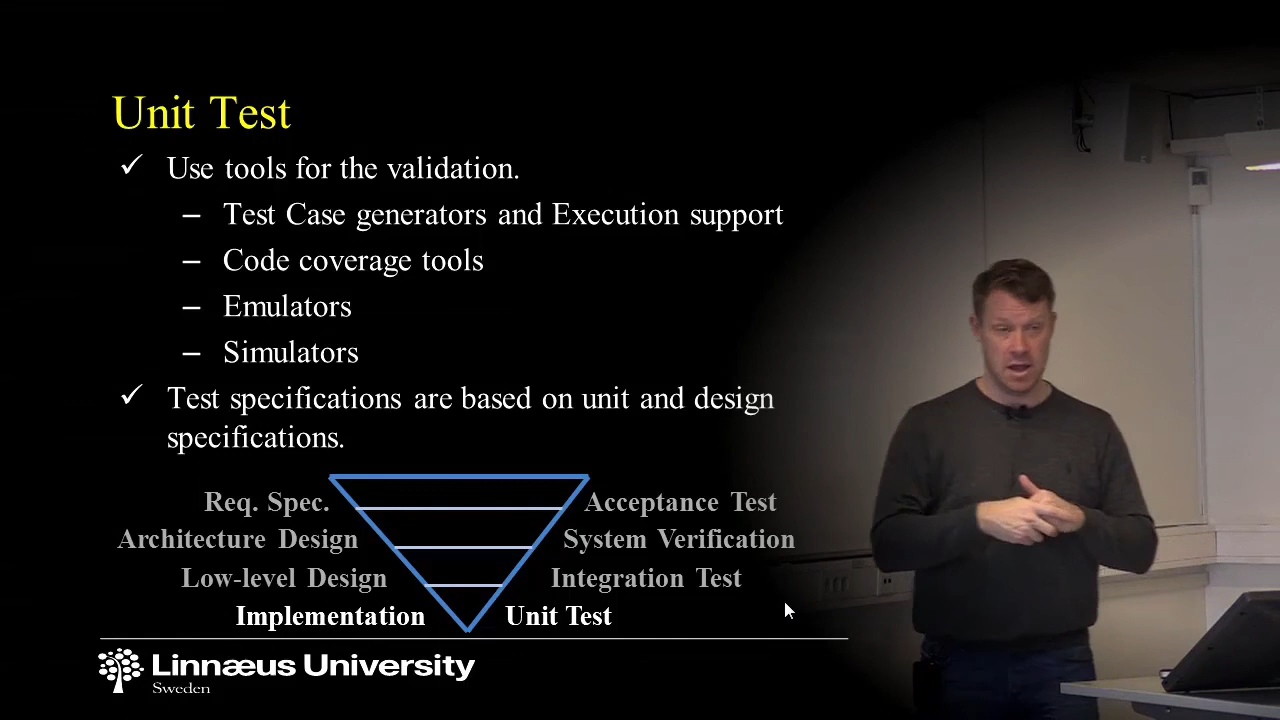 Unit Test
✓ Use tools for the validation.
– Test Case generators and Execution support
– Code coverage tools
– Emulators
– Simulators
✓ Test specifications are based on unit and design
specifications.
Req. Spec. Acceptance Test
Architecture Design System Verification
Low-level Design Integration Test
Implementation Unit Test
Linnæus University
Sweden